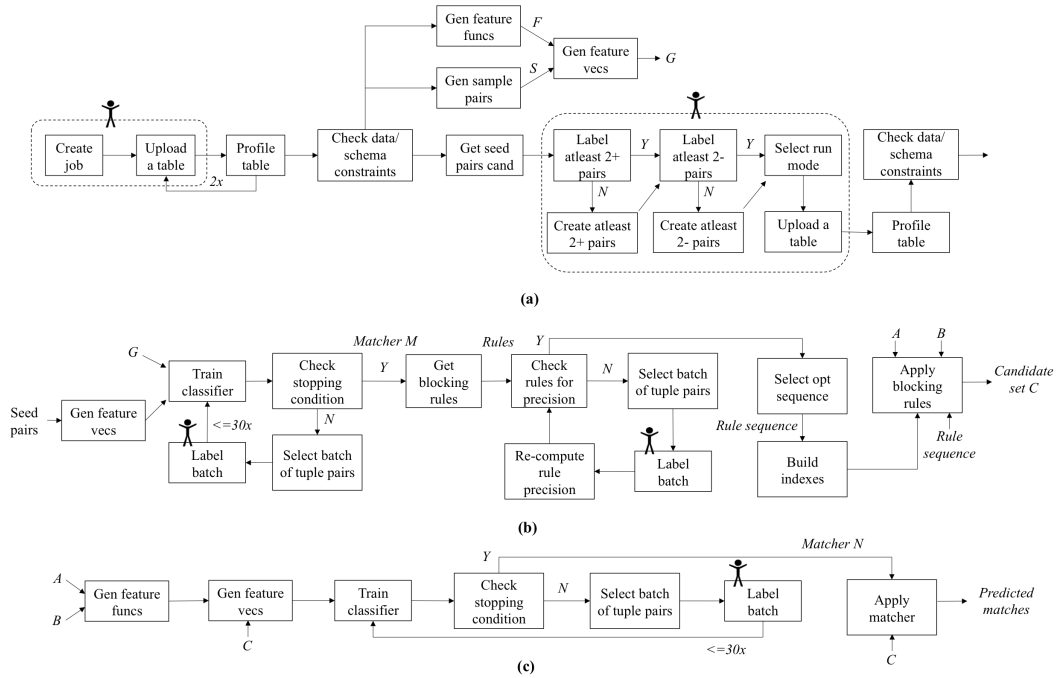 Gen feature
funcs
F
Gen feature
vecs
G
Gen sample
pairs
S
Create
job
Upload
a table
Profile
table
2x
Check data/
schema
constraints
Get seed
pairs cand
Label
atleast 2+
pairs
Y
Label
atleast 2-
pairs
Y
Select run
mode
Check data/
schema
constraints
N
N
Create atleast
2+ pairs
Create atleast
2- pairs
Upload a
table
Profile
table
(a)
G
Train
classifier
Check
stopping
condition
Matcher M
Y
Get
blocking
rules
Rules
Check
rules for
precision
Y
N
Select batch
of tuple pairs
Select opt
sequence
A
B
Apply
blocking
rules
Candidate
set C
Seed
pairs
Gen feature
vecs
<=30x
N
Label
batch
Select batch
of tuple pairs
Re-compute
rule
precision
Label
batch
Rule sequence
Build
indexes
Rule
sequence
(b)
A
B
Gen feature
funcs
Gen feature
vecs
C
Train
classifier
Y
Check
stopping
condition
N
Select batch
of tuple pairs
Label
batch
<=30x
Matcher N
Apply
matcher
C
Predicted
matches
(c)